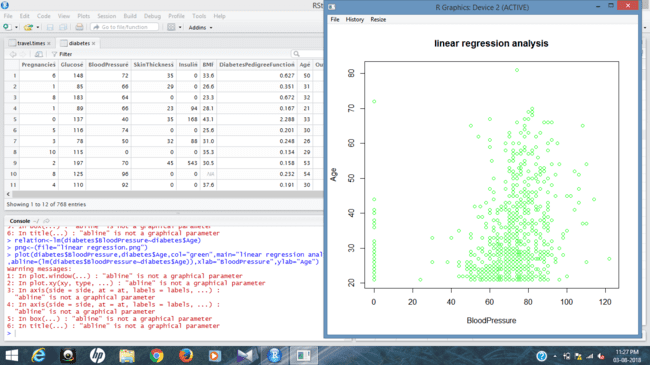 RSt
File Edit Code View Plots Session Build Debug Profile Tools Help
Go to file/function
Addins
travel.times
diabetes
Filter
Pregnancies Glucose BloodPressure SkinThickness Insulin BMI DiabetesPedigreeFunction Age Ou
1 6 148 72 35 0 33.6 0.627 50
2 1 85 66 29 0 26.6 0.351 31
3 8 183 64 0 0 23.3 0.672 32
4 1 89 66 23 94 28.1 0.167 21
5 0 137 40 35 168 43.1 2.288 33
6 5 116 74 0 0 25.6 0.201 30
7 3 78 50 32 88 31.0 0.248 26
8 10 115 0 0 0 35.3 0.134 29
9 2 197 70 45 543 30.5 0.158 53
10 8 125 96 0 0 NA 0.232 54
11 4 110 92 0 0 37.6 0.191 30
Showing 1 to 12 of 768 entries
Console ~/
5: In box(...) : "abline" is not a graphical parameter
6: In title(...) : "abline" is not a graphical parameter
> relation<-lm(diabetes$BloodPressure~diabetes$Age)
> png<-(file="linear regression.png")
> plot(diabetes$BloodPressure,diabetes$Age,col="green",main="linear regression anal
,abline=(lm(diabetes$BloodPressure~diabetes$Age)),xlab="BloodPressure",ylab="Age")
Warning messages:
1: In plot.window(...) : "abline" is not a graphical parameter
2: In plot.xy(xy, type, ...) : "abline" is not a graphical parameter
3: In axis(side = side, at = at, labels = labels, ...) :
"abline" is not a graphical parameter
4: In axis(side = side, at = at, labels = labels, ...) :
"abline" is not a graphical parameter
5: In box(...) : "abline" is not a graphical parameter
6: In title(...) : "abline" is not a graphical parameter
>
R Graphics: Device 2 (ACTIVE)
File History Resize
linear regression analysis
Age
80
70
60
50
40
30
20
0 20 40 60 80 100 120
BloodPressure
11:27 PM
03-08-2018